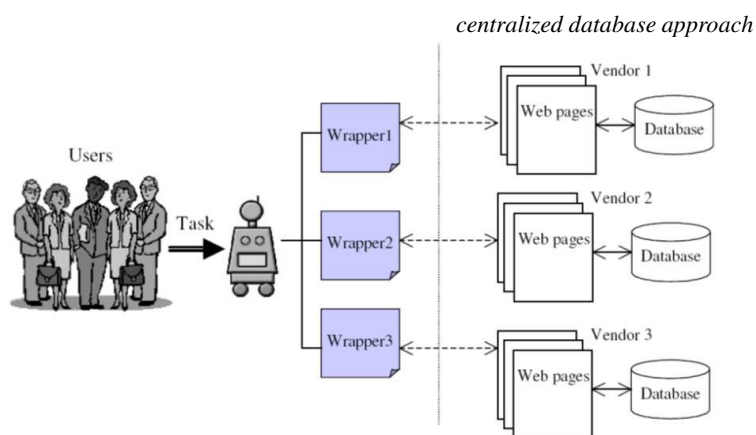 centralized database approach
Vendor 1
Web pages
Database
Wrapper1
Users
Task
Vendor 2
Web pages
Database
Wrapper2
Vendor 3
Web pages
Database
Wrapper3